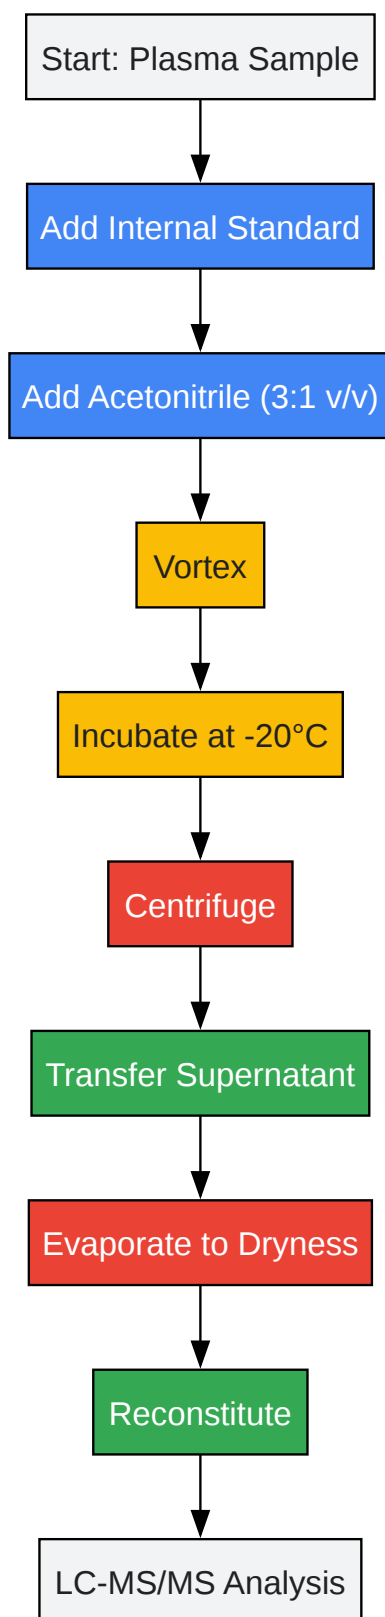 Start: Plasma Sample
Add Internal Standard
Add Acetonitrile (3:1 v/v)
Vortex
Incubate at -20°C
Centrifuge
Transfer Supernatant
Evaporate to Dryness
Reconstitute
LC-MS/MS Analysis